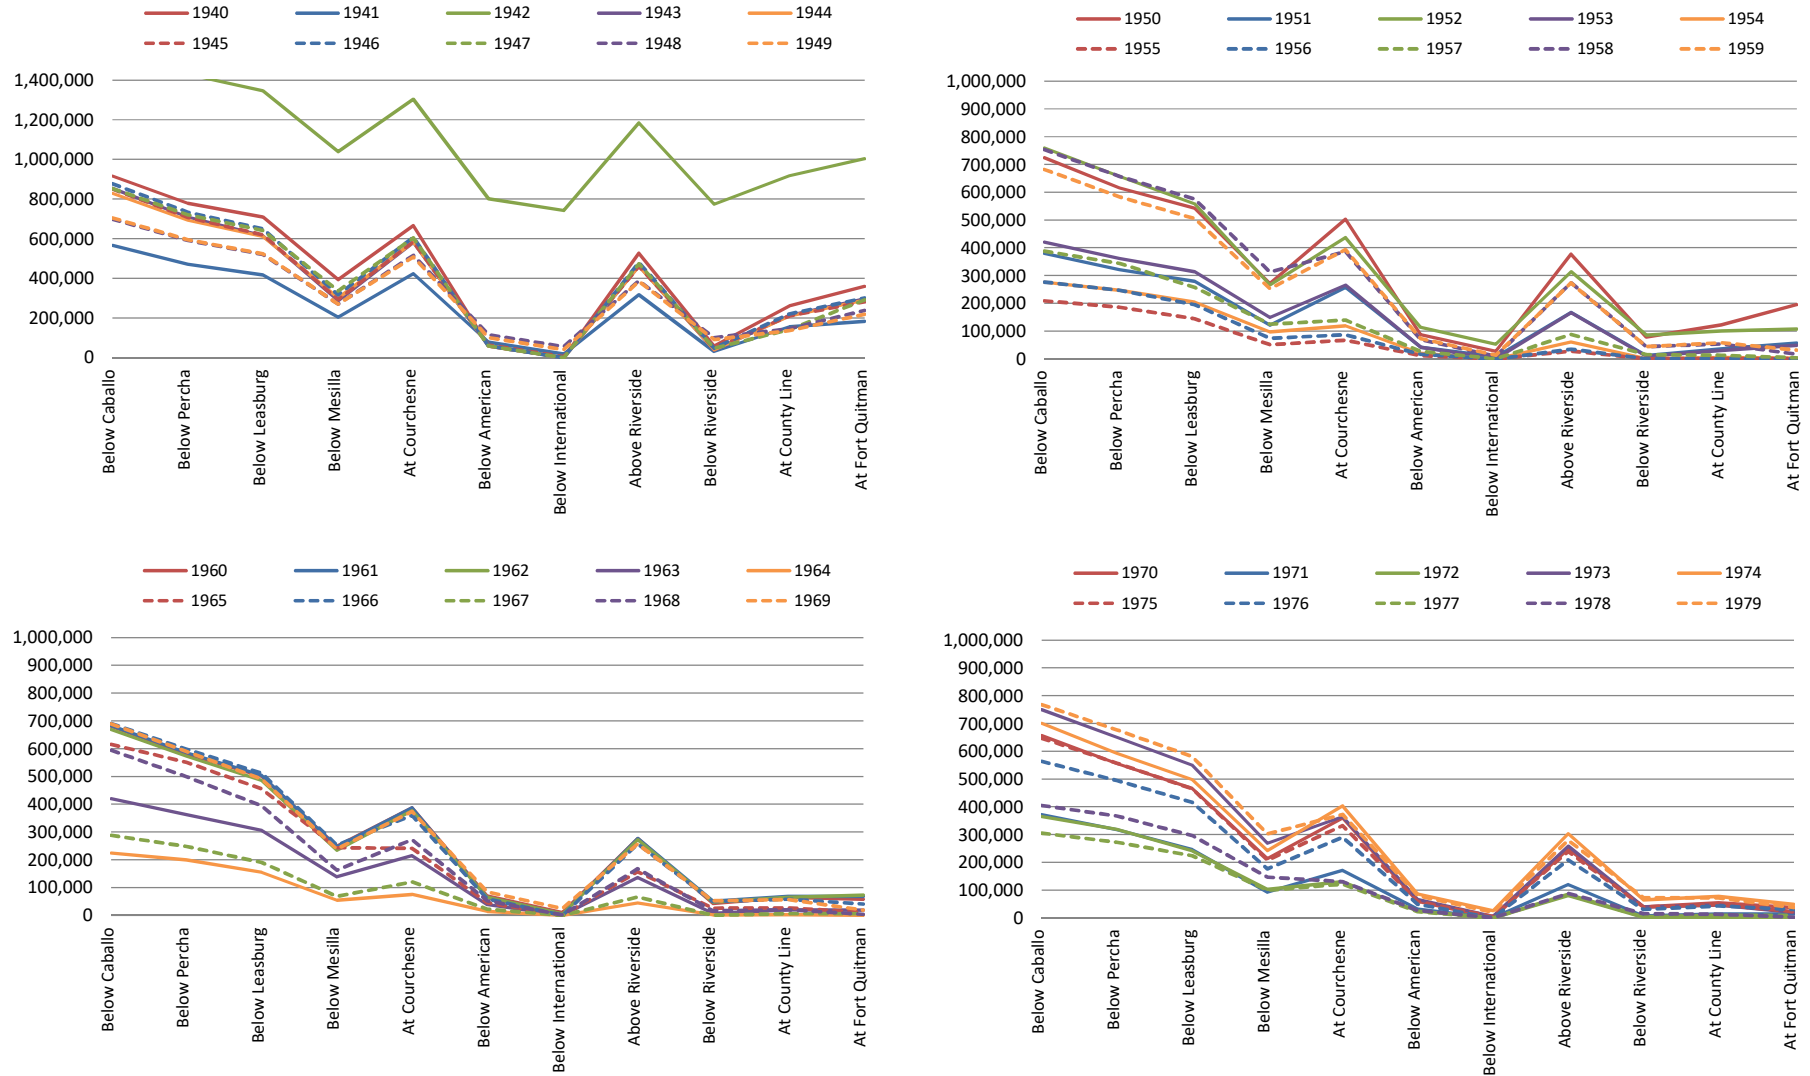 1940 1941 1942 1943 1944
1945 1946 1947 1948 1949
1,400,000
1,200,000
1,000,000
800,000
600,000
400,000
200,000
0
Below Caballo
Below Percha
Below Leasburg
Below Mesilla
At Courchesne
Below American
Below International
Above Riverside
Below Riverside
At County Line
At Fort Quitman
1950 1951 1952 1953 1954
1955 1956 1957 1958 1959
1,000,000
900,000
800,000
700,000
600,000
500,000
400,000
300,000
200,000
100,000
0
Below Caballo
Below Percha
Below Leasburg
Below Mesilla
At Courchesne
Below American
Below International
Above Riverside
Below Riverside
At County Line
At Fort Quitman
1960 1961 1962 1963 1964
1965 1966 1967 1968 1969
1,000,000
900,000
800,000
700,000
600,000
500,000
400,000
300,000
200,000
100,000
0
Below Caballo
Below Percha
Below Leasburg
Below Mesilla
At Courchesne
Below American
Below International
Above Riverside
Below Riverside
At County Line
At Fort Quitman
1970 1971 1972 1973 1974
1975 1976 1977 1978 1979
1,000,000
900,000
800,000
700,000
600,000
500,000
400,000
300,000
200,000
100,000
0
Below Caballo
Below Percha
Below Leasburg
Below Mesilla
At Courchesne
Below American
Below International
Above Riverside
Below Riverside
At County Line
At Fort Quitman